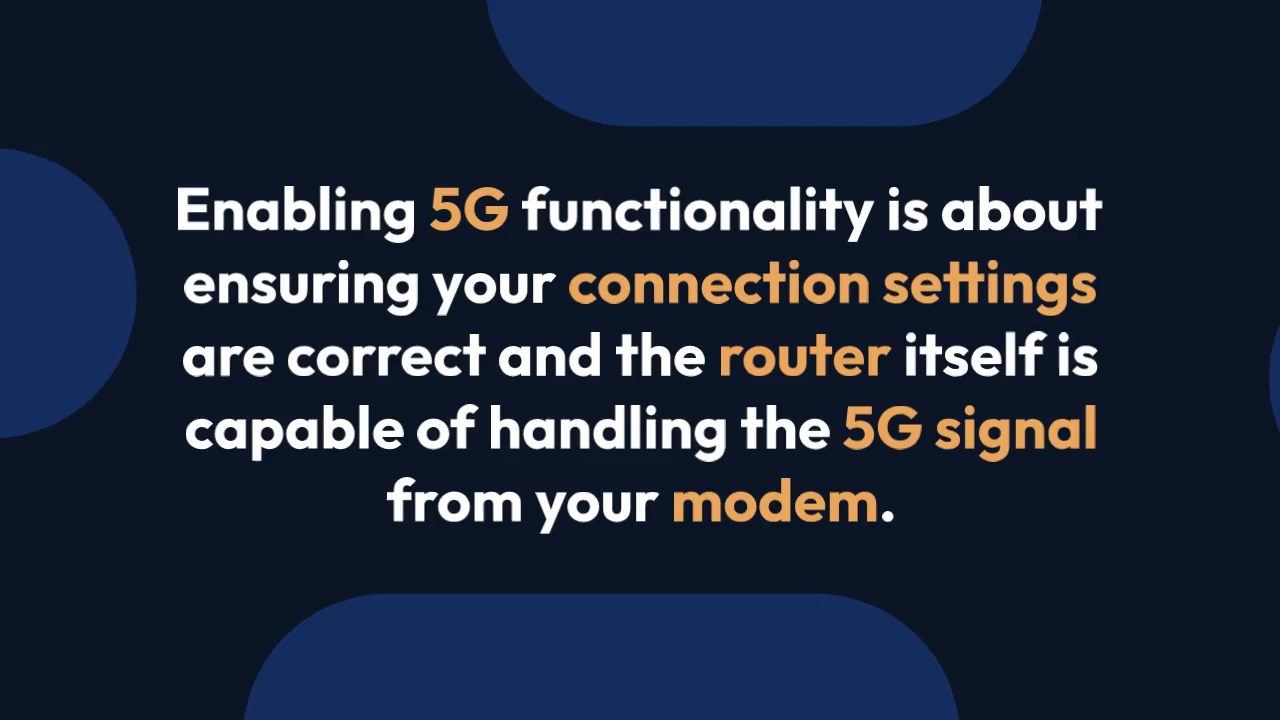 Enabling 5G functionality is about
ensuring your connection settings
are correct and the router itself is
capable of handling the 5G signal
from your modem.